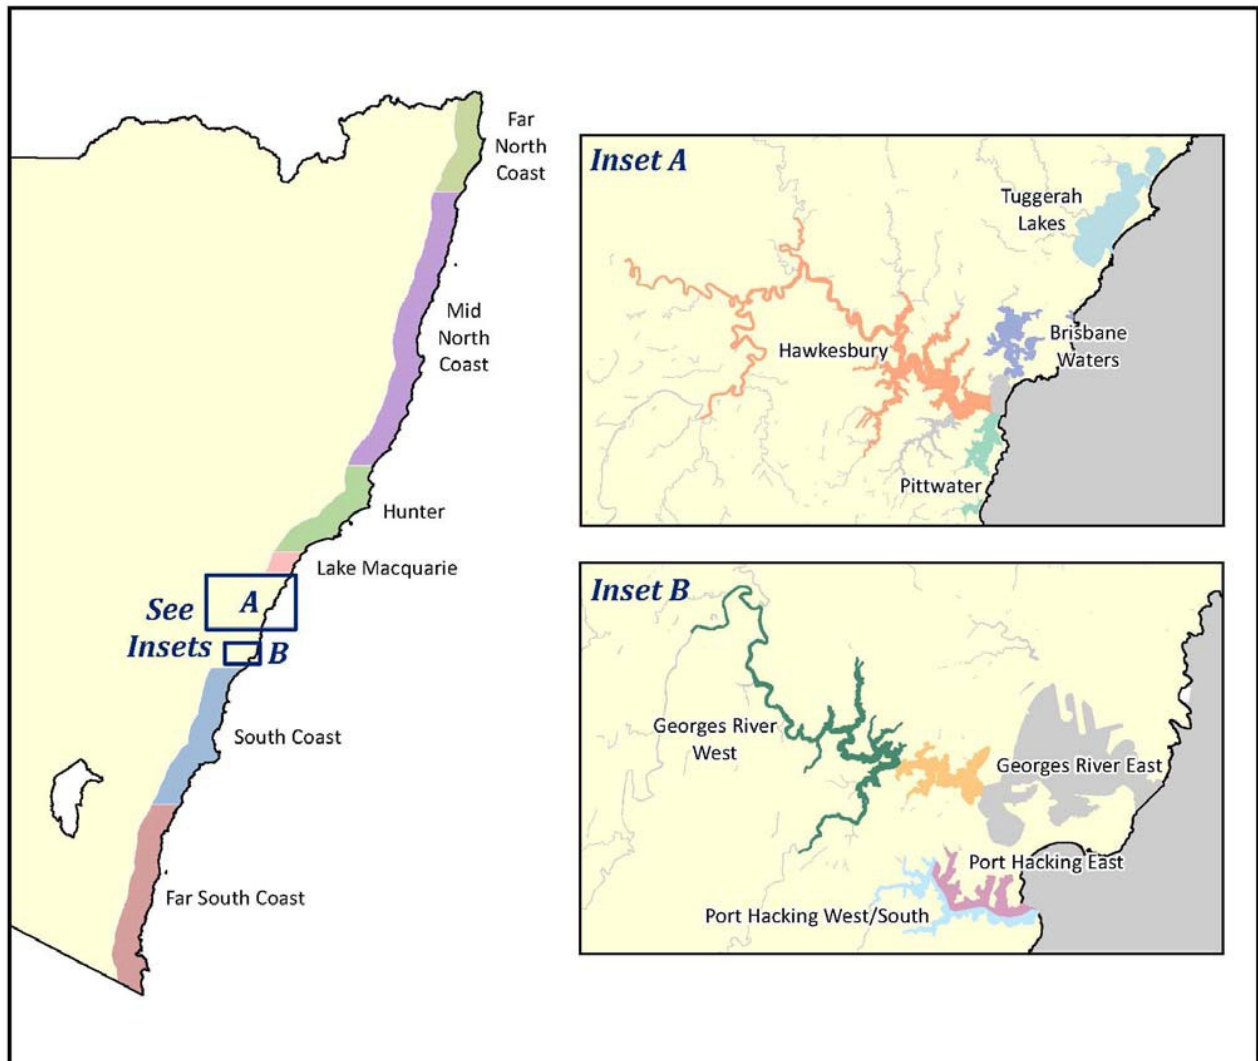 Far
North
Coast
Mid
North
Coast
Hunter
Lake Macquarie
See
Insets
A
B
South Coast
Far South Coast
Inset A
Tuggerah
Lakes
Brisbane
Waters
Hawkesbury
Pittwater
Inset B
Georges River
West
Georges River East
Port Hacking East
Port Hacking West/South